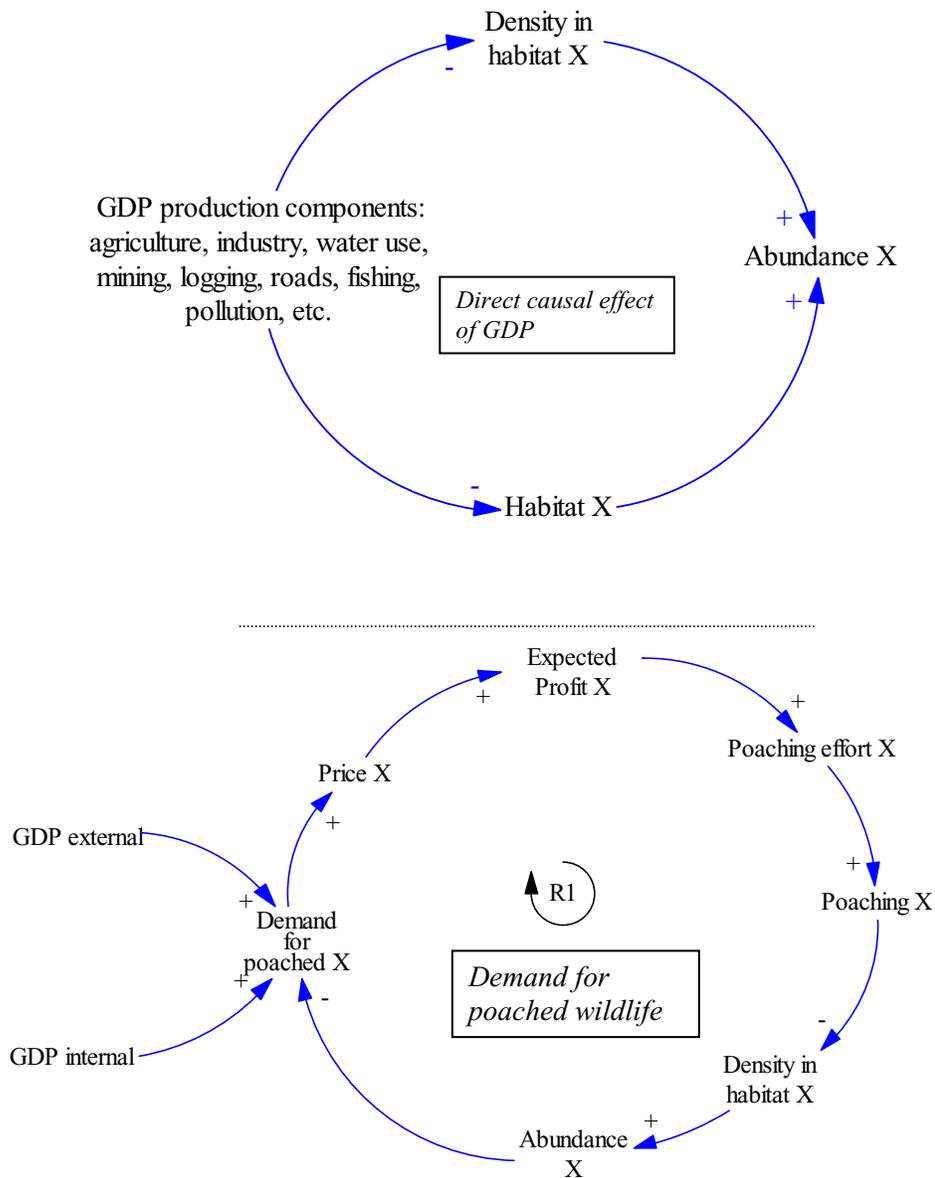 Density in
habitat X
-
GDP production components:
agriculture, industry, water use,
mining, logging, roads, fishing,
pollution, etc.
+
Abundance X
+
Direct causal effect
of GDP
-
Habitat X
Expected
Profit X
+
+
Price X
Poaching effort X
+
GDP external
+
+
Demand
for
poached X
+
-
R1
Poaching X
Demand for
poached wildlife
-
GDP internal
Density in
habitat X
+
Abundance
X